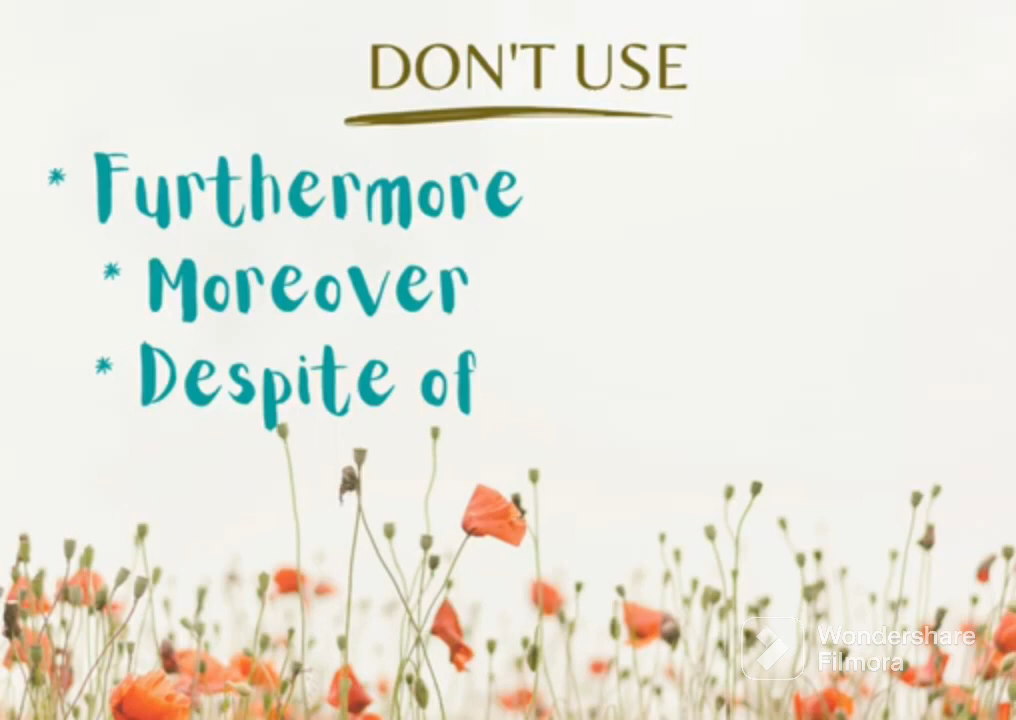 DON'T USE
* Furthermore
* Moreover
* Despite of
Wondershare
Filmora